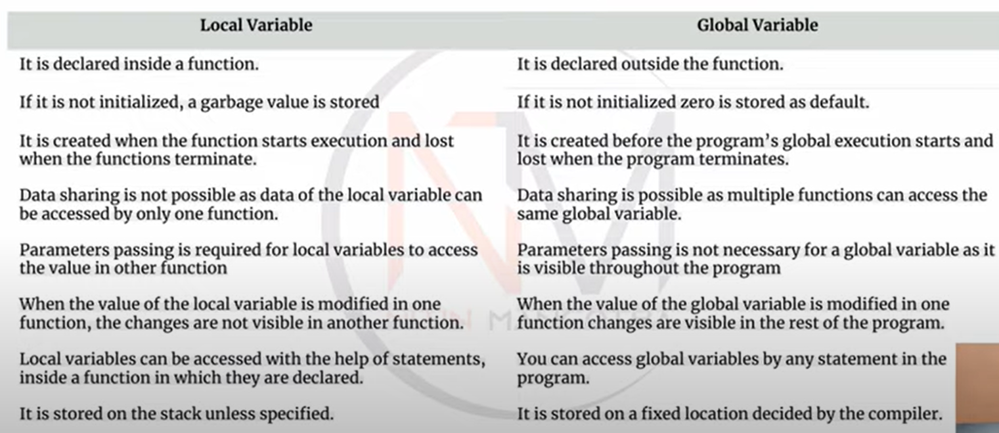 Local Variable
Global Variable
It is declared inside a function.
It is declared outside the function.
If it is not initialized, a garbage value is stored
If it is not initialized zero is stored as default.
It is created when the function starts execution and lost
when the functions terminate.
It is created before the program's global execution starts and
lost when the program terminates.
Data sharing is not possible as data of the local variable can
be accessed by only one function.
Data sharing is possible as multiple functions can access the
same global variable.
Parameters passing is required for local variables to access
the value in other function
Parameters passing is not necessary for a global variable as it
is visible throughout the program
When the value of the local variable is modified in one
function, the changes are not visible in another function.
When the value of the global variable is modified in one
function changes are visible in the rest of the program.
Local variables can be accessed with the help of statements,
inside a function in which they are declared.
You can access global variables by any statement in the
program.
It is stored on the stack unless specified.
It is stored on a fixed location decided by the compiler.